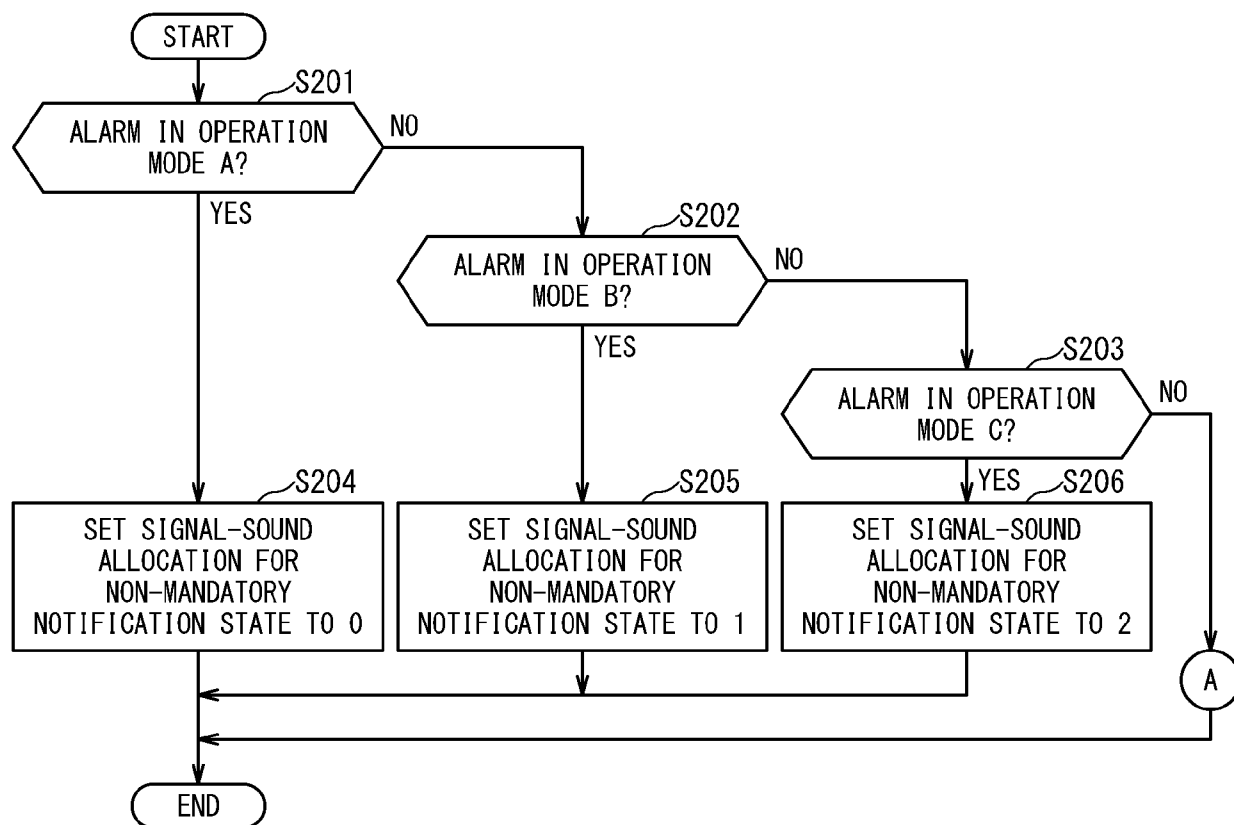 START
S201
ALARM IN OPERATION
MODE A?
NO
YES
S202
ALARM IN OPERATION
MODE B?
NO
YES
S203
ALARM IN OPERATION
MODE C?
NO
YES
S204
SET SIGNAL-SOUND
ALLOCATION FOR
NON-MANDATORY
NOTIFICATION STATE TO 0
S205
SET SIGNAL-SOUND
ALLOCATION FOR
NON-MANDATORY
NOTIFICATION STATE TO 1
S206
SET SIGNAL-SOUND
ALLOCATION FOR
NON-MANDATORY
NOTIFICATION STATE TO 2
A
END